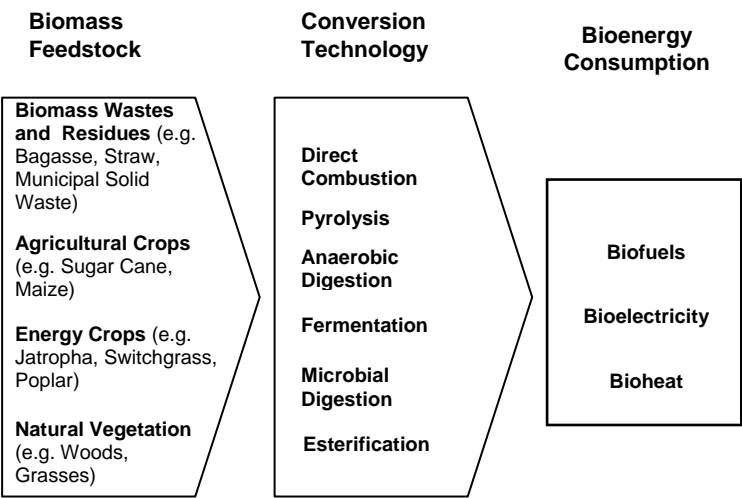 Biomass
Feedstock
Conversion
Technology
Bioenergy
Consumption
Biomass Wastes
and Residues (e.g.
Bagasse, Straw,
Municipal Solid
Waste)
Agricultural Crops
(e.g. Sugar Cane,
Maize)
Energy Crops (e.g.
Jatropha, Switchgrass,
Poplar)
Natural Vegetation
(e.g. Woods,
Grasses)
Direct
Combustion
Pyrolysis
Anaerobic
Digestion
Fermentation
Microbial
Digestion
Esterification
Biofuels
Bioelectricity
Bioheat